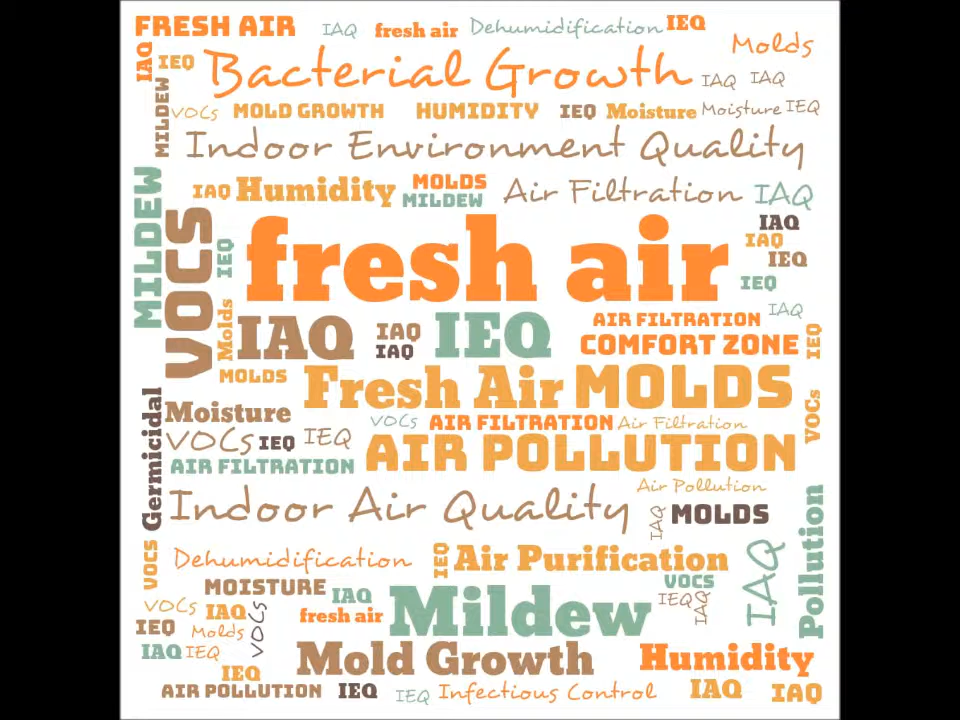 FRESH AIR IAQ fresh air Dehumidification IEQ
IAQ IEQ Bacterial Growth Molds
IAQ IAQ
MILDEW VOCs MOLD GROWTH HUMIDITY IEQ Moisture Moisture IEQ
Indoor Environment Quality
MILDEW IAQ Humidity MOLDS Air Filtration IAQ
MILDEW
VOCS IEQ fresh air IAQ
IAQ
IEQ
IEQ
IAQ
Molds IAQ IAQ IEQ AIR FILTRATION IEQ
IAQ COMFORT ZONE
MOLDS Fresh Air MOLDS
Germicidal Moisture VOCs AIR FILTRATION Air Filtration VOCs
VOCs IEQ IEQ AIR POLLUTION
AIR FILTRATION
Air Pollution
Indoor Air Quality IAQ MOLDS Pollution
VOCS Dehumidification IEQ Air Purification IAQ
MOISTURE IAQ Mildew VOCS
VOCs IAQ VOCs fresh air IEQ IAQ
IEQ Molds
IAQ IEQ Mold Growth Humidity
IEQ
AIR POLLUTION IEQ IEQ Infectious Control IAQ IAQ